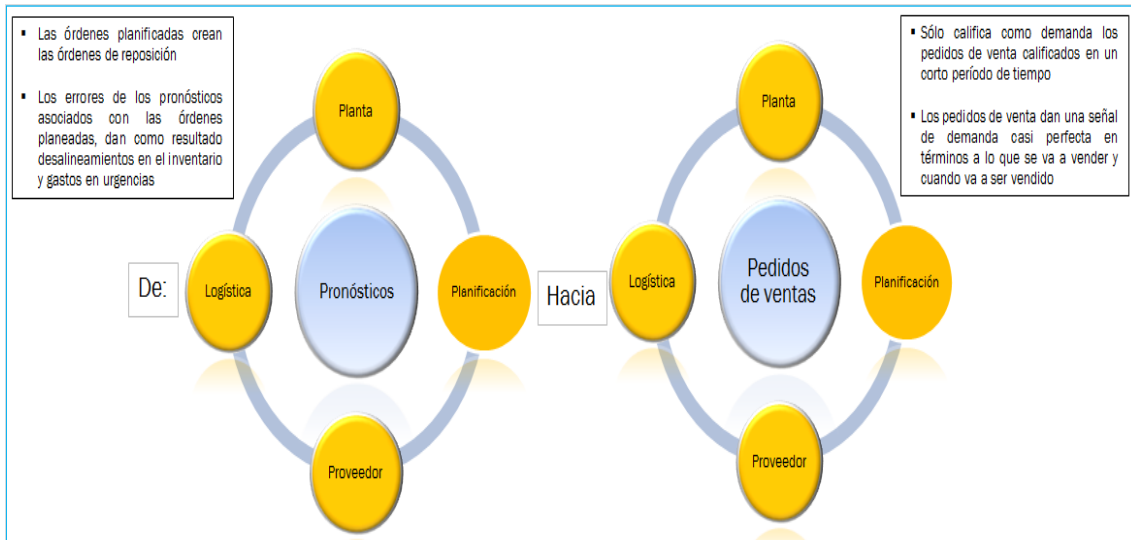 ▪ Las órdenes planificadas crean
las órdenes de reposición
▪ Los errores de los pronósticos
asociados con las órdenes
planeadas, dan como resultado
desalineamientos en el inventario
y gastos en urgencias
De:
Planta
Logística
Pronósticos
Planificación
Proveedor
Hacia
Planta
Logística
Pedidos
de ventas
Planificación
Proveedor
▪ Sólo califica como demanda los
pedidos de venta calificados en un
corto período de tiempo
▪ Los pedidos de venta dan una señal
de demanda casi perfecta en
términos a lo que se va a vender y
cuando va a ser vendido